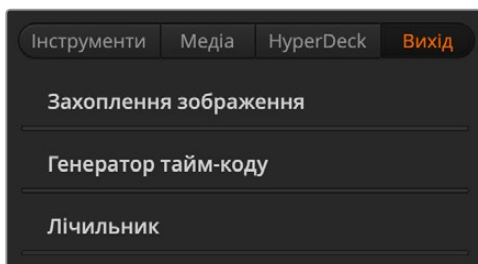 Інструменти Медіа HyperDeck Вихід
Захоплення зображення
Генератор тайм-коду
Лічильник